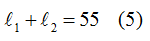 ℓ₁ + ℓ₂ = 55 (5)